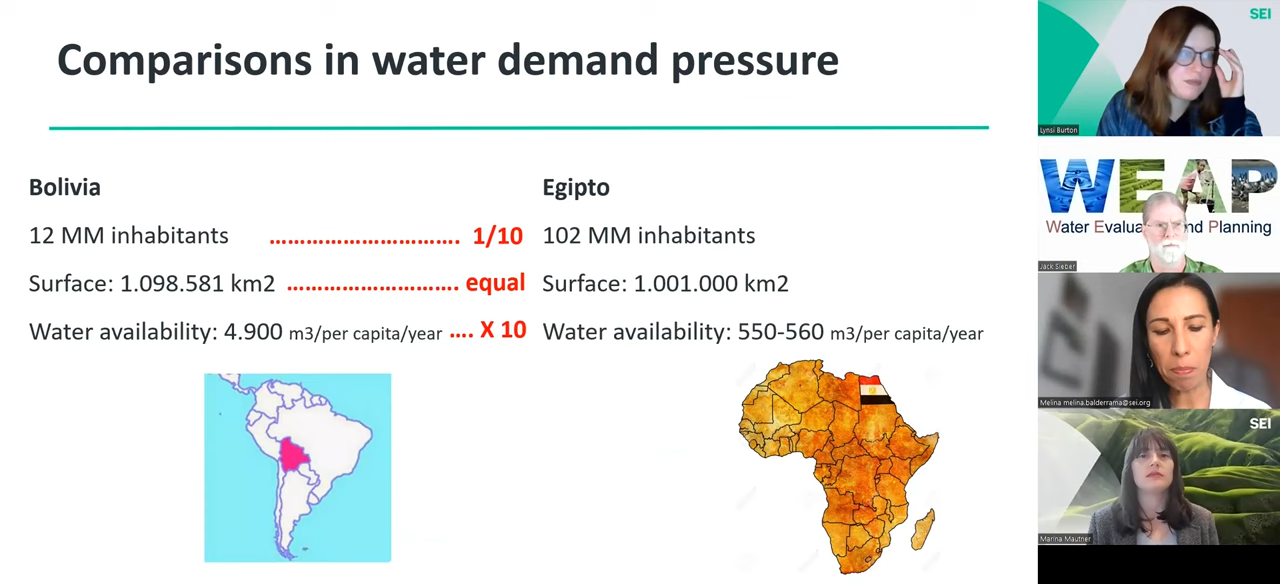 Comparisons in water demand pressure
Bolivia
12 MM inhabitants ................................ 1/10
Surface: 1.098.581 km2 ............................. equal
Water availability: 4.900 m3/per capita/year .... X 10
Egipto
102 MM inhabitants
Surface: 1.001.000 km2
Water availability: 550-560 m3/per capita/year
SEI
Lynsi Burton
WEAP
Water Evalua nd Planning
Jack Sieber
Melina melina.balderrama@sei.org
SEI
Marina Mautner